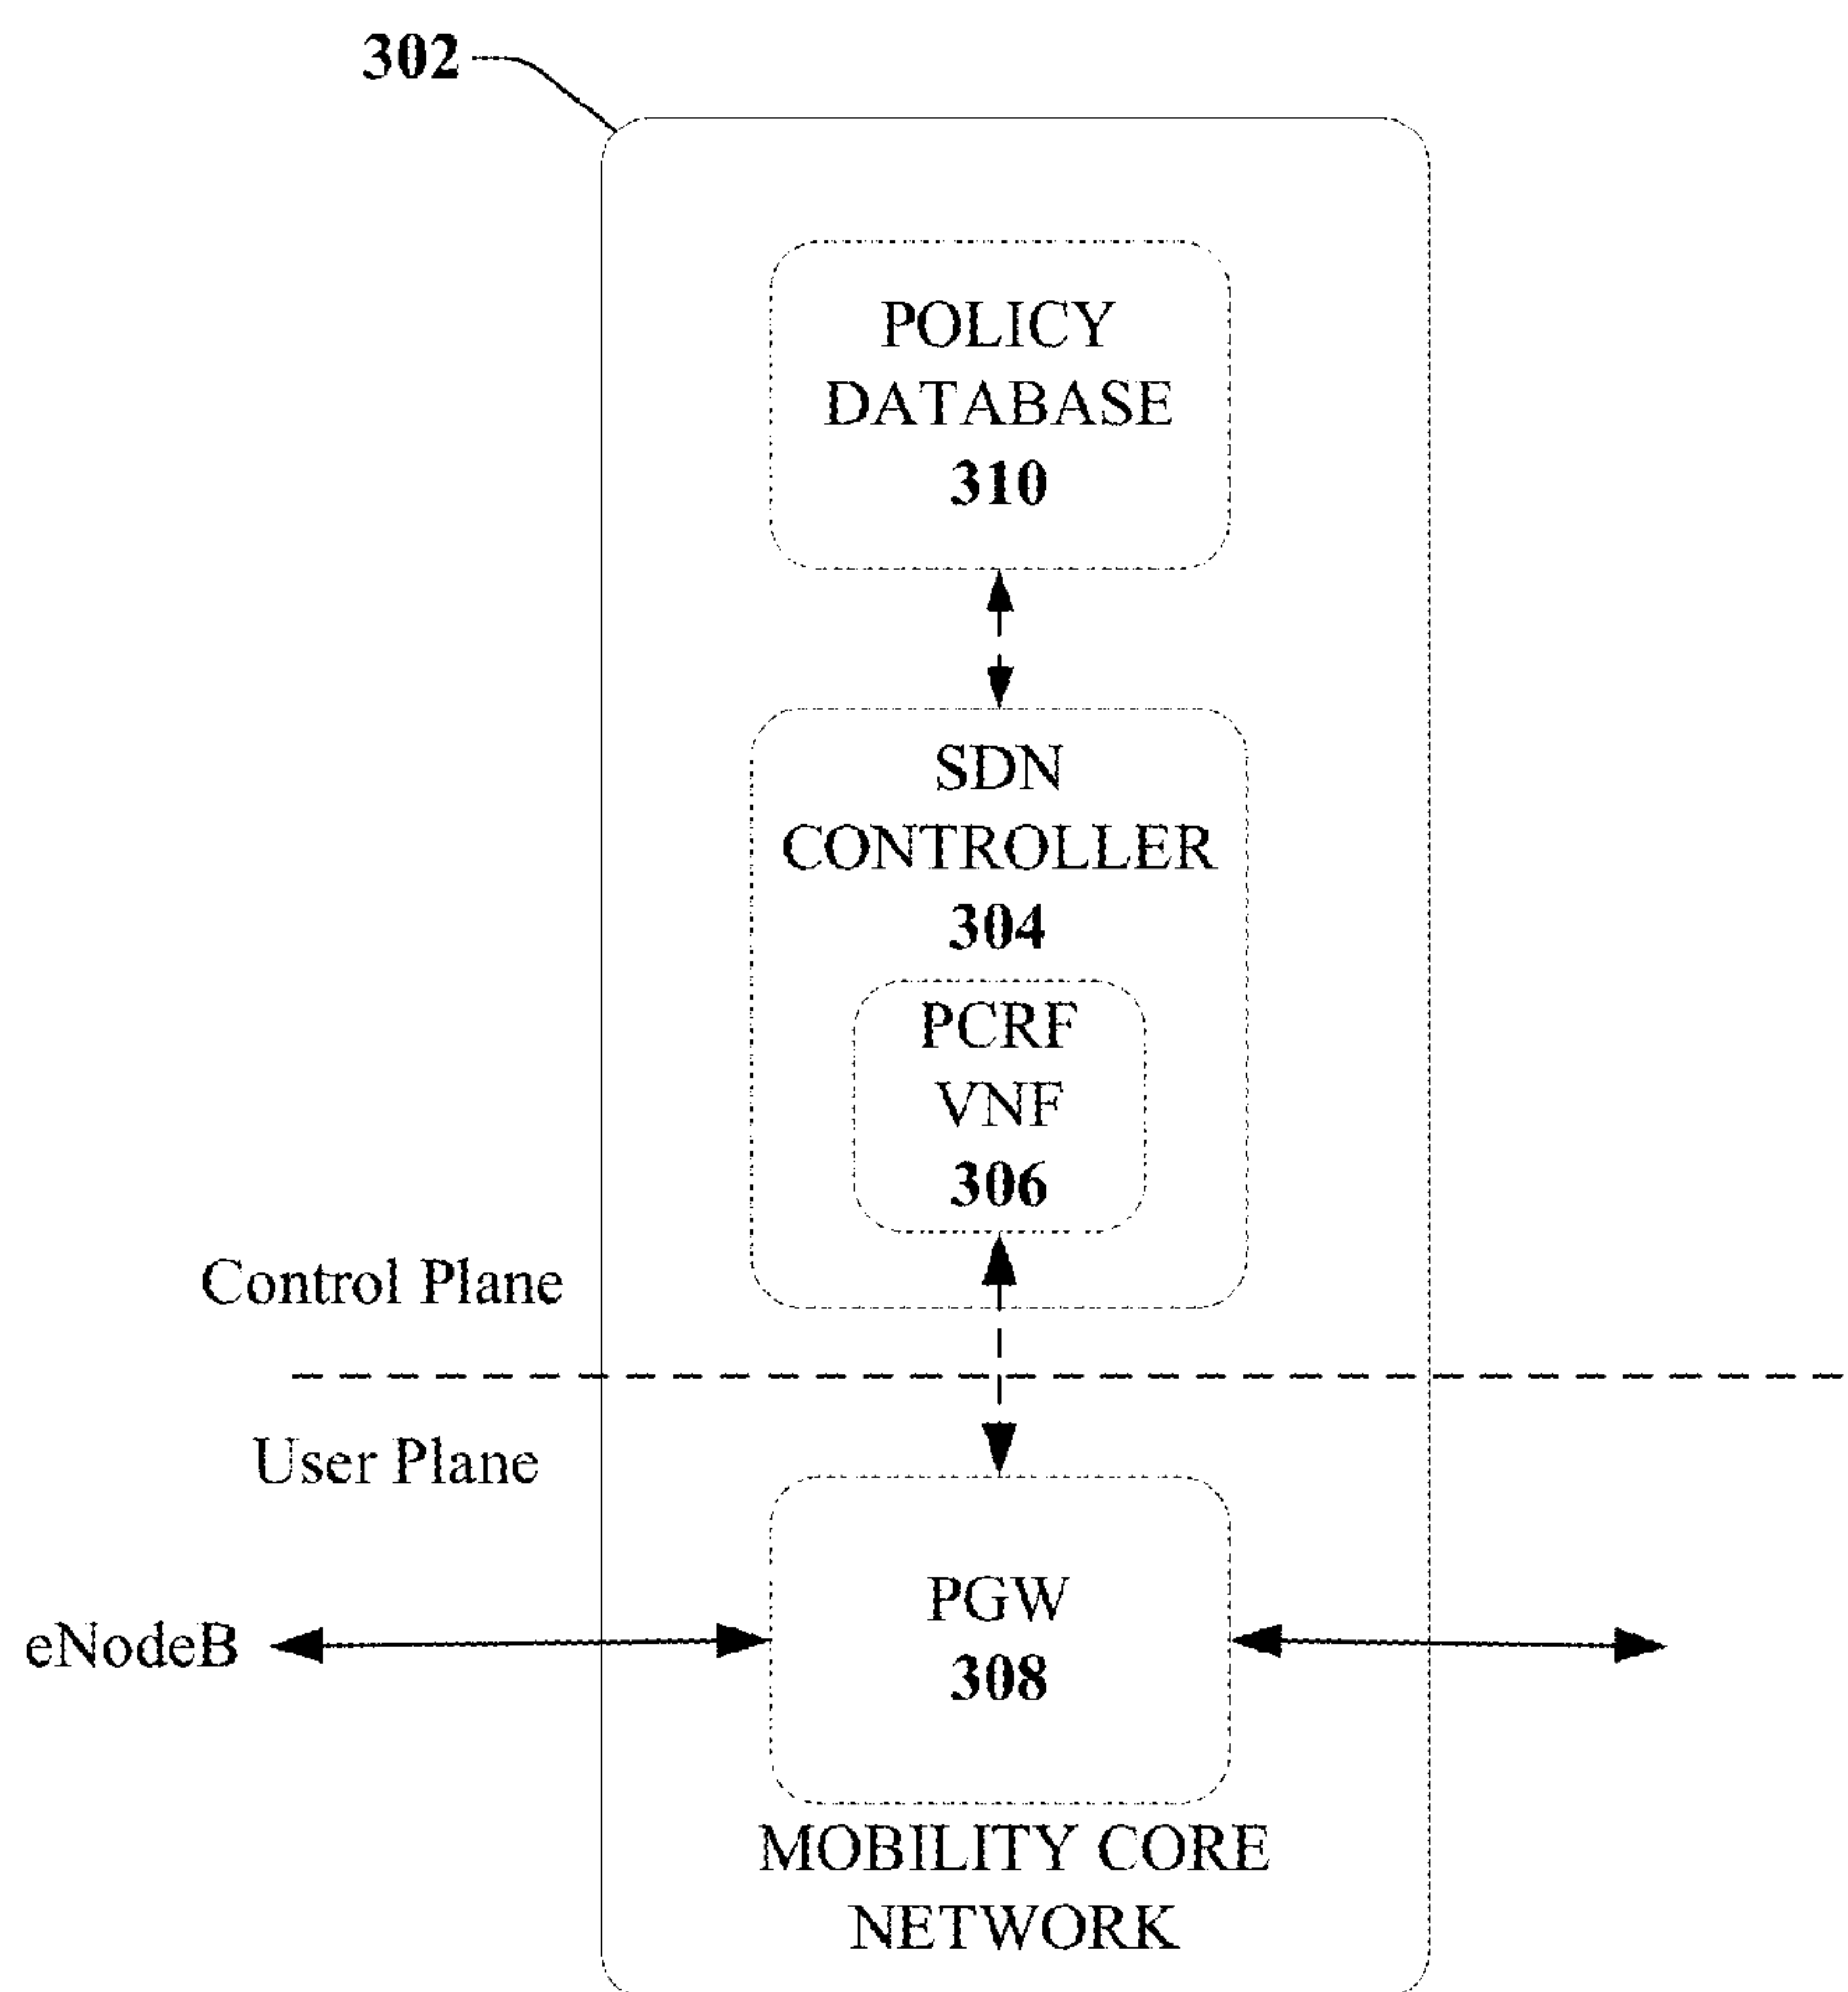 302
POLICY
DATABASE
310
SDN
CONTROLLER
304
PCRF
VNF
306
Control Plane
User Plane
PGW
308
eNodeB
MOBILITY CORE
NETWORK